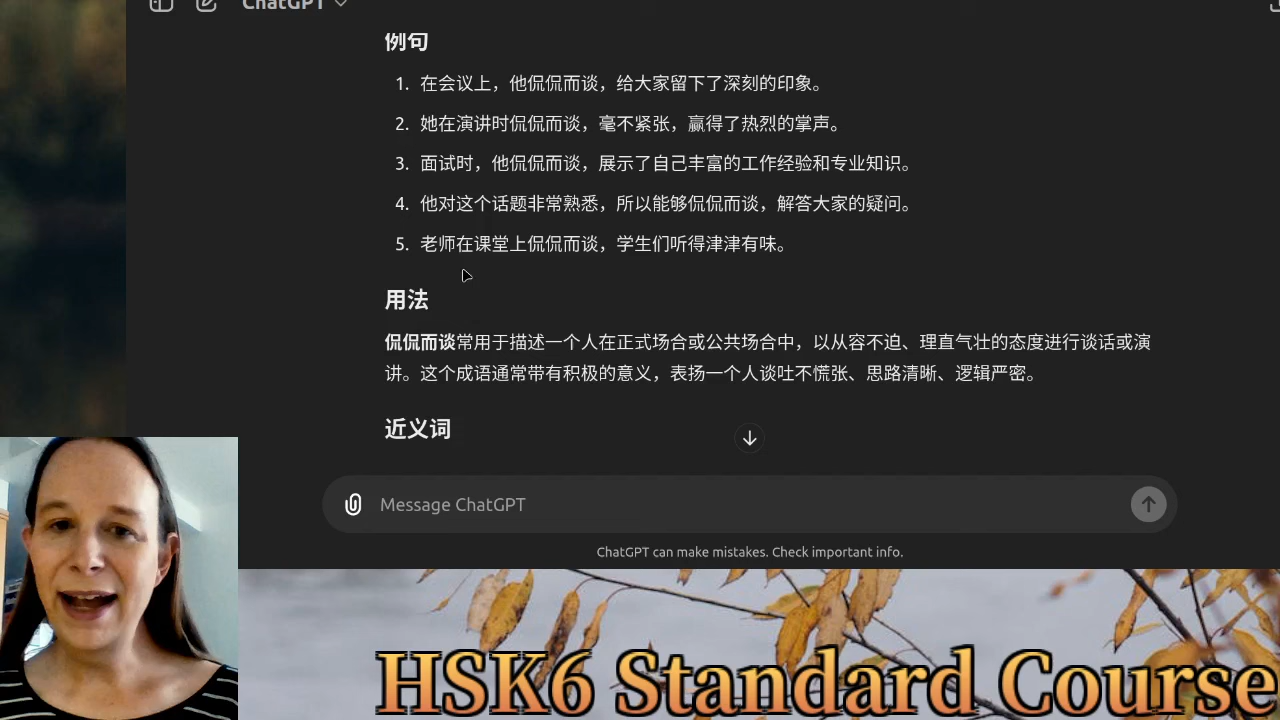 ChatGPT
例句
1. 在会议上，他侃侃而谈，给大家留下了深刻的印象。
2. 她在演讲时侃侃而谈，毫不紧张，赢得了热烈的掌声。
3. 面试时，他侃侃而谈，展示了自己丰富的工作经验和专业知识。
4. 他对这个话题非常熟悉，所以能够侃侃而谈，解答大家的疑问。
5. 老师在课堂上侃侃而谈，学生们听得津津有味。
用法
侃侃而谈常用于描述一个人在正式场合或公共场合中，以从容不迫、理直气壮的态度进行谈话或演
讲。这个成语通常带有积极的意义，表扬一个人谈吐不慌张、思路清晰、逻辑严密。
近义词
Message ChatGPT
ChatGPT can make mistakes. Check important info.
HSK6 Standard Course